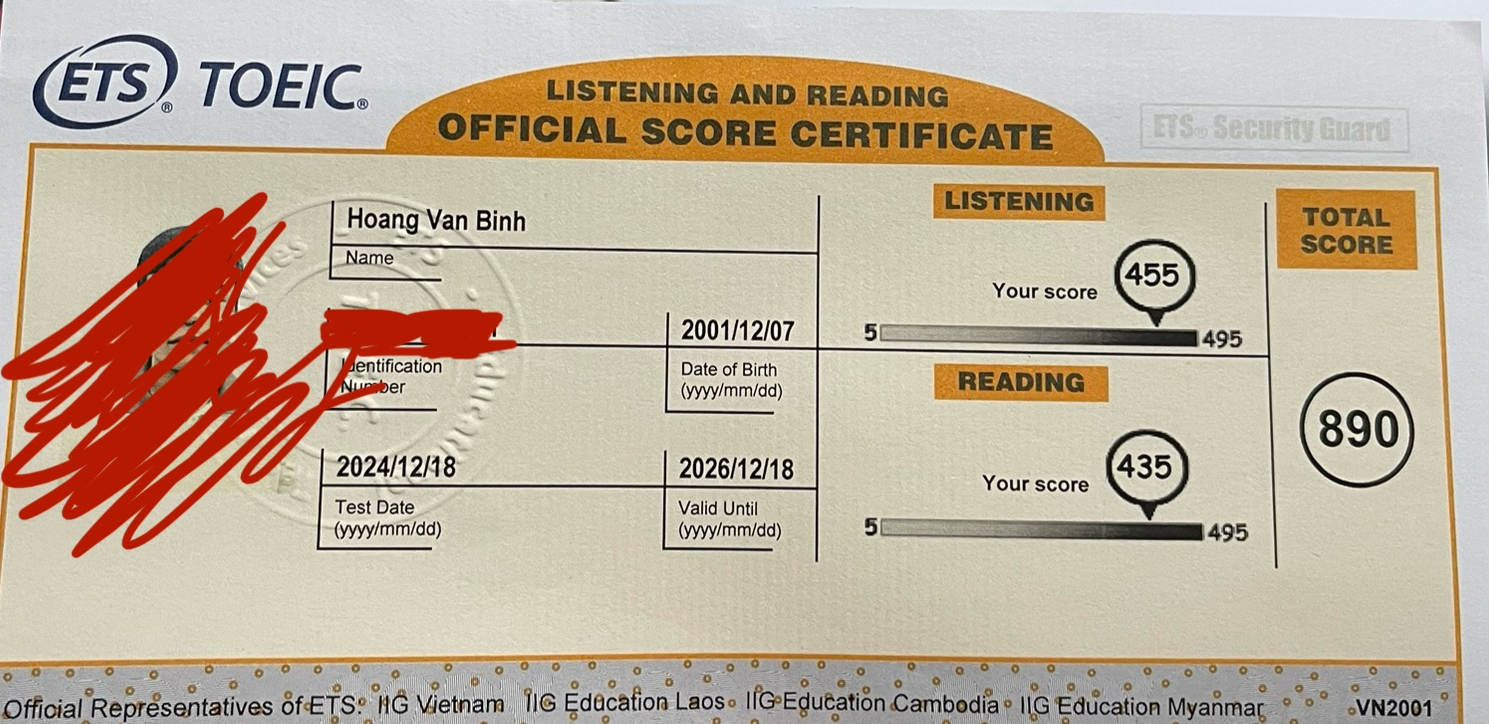 ETS® TOEIC®
LISTENING AND READING
OFFICIAL SCORE CERTIFICATE
ETS® Security Guard
Hoang Van Binh
Name
Identification
Number
2001/12/07
Date of Birth
(yyyy/mm/dd)
2024/12/18
Test Date
(yyyy/mm/dd)
2026/12/18
Valid Until
(yyyy/mm/dd)
LISTENING
Your score
455
5
495
READING
Your score
435
5
495
TOTAL
SCORE
890
Official Representatives of ETS: IIG Vietnam IIG Education Laos IIG Education Cambodia IIG Education Myanmar
VN2001